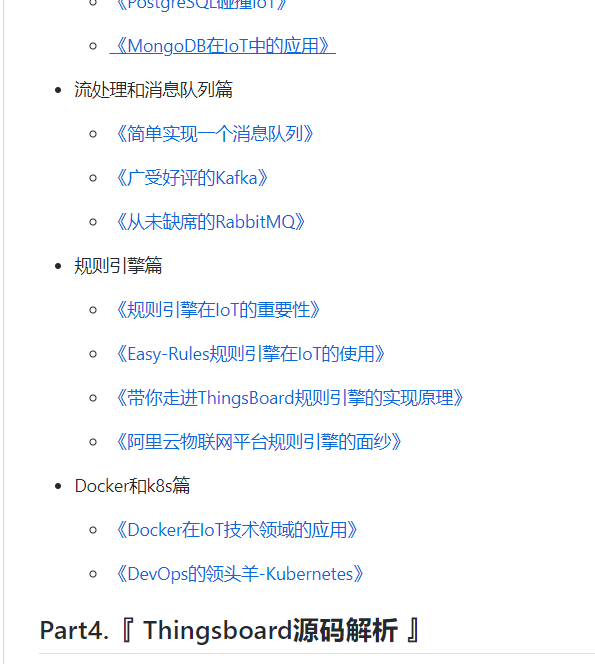 《PostgreSQL碰撞IoT》
《MongoDB在IoT中的应用》
流处理和消息队列篇
《简单实现一个消息队列》
《广受好评的Kafka》
《从未缺席的RabbitMQ》
规则引擎篇
《规则引擎在IoT的重要性》
《Easy-Rules规则引擎在IoT的使用》
《带你走进ThingsBoard规则引擎的实现原理》
《阿里云物联网平台规则引擎的面纱》
Docker和k8s篇
《Docker在IoT技术领域的应用》
《DevOps的领头羊-Kubernetes》
Part4.『 Thingsboard源码解析 』